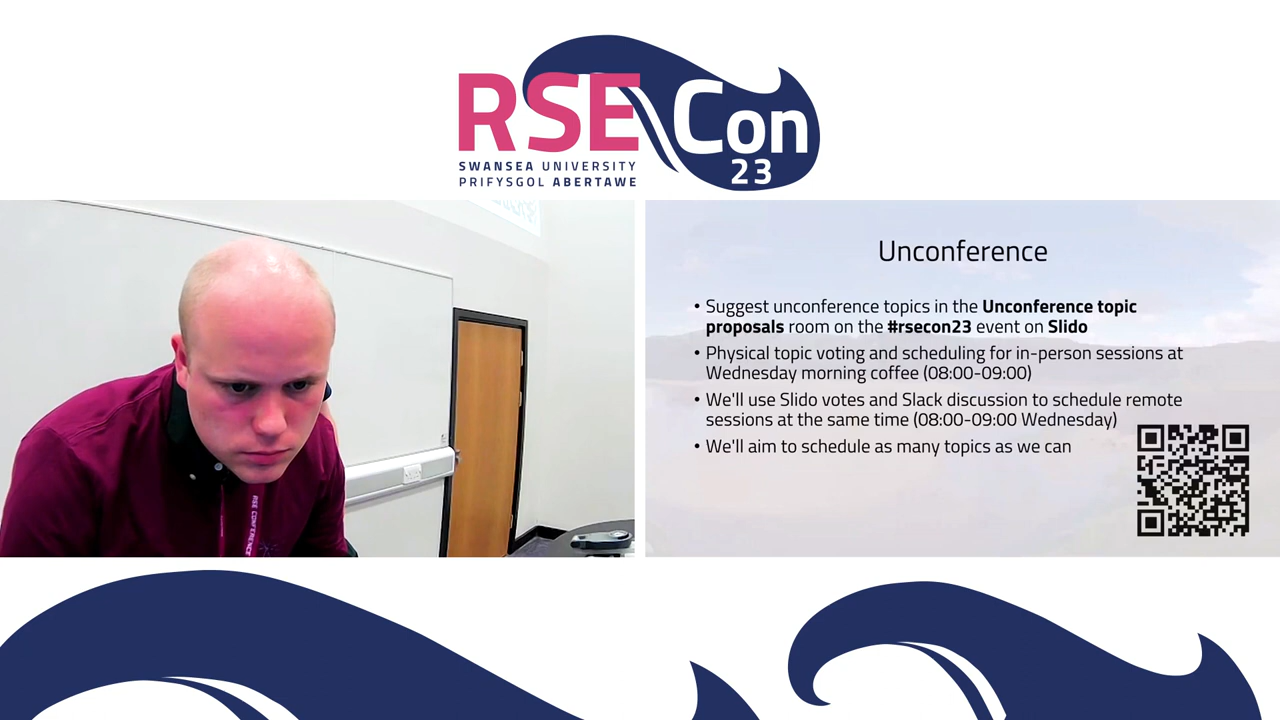 RSE Con
23
SWANSEA UNIVERSITY
PRIFYSGOL ABERTAWE
RSE CONFERENCE
Unconference
• Suggest unconference topics in the Unconference topic
proposals room on the #rsecon23 event on Slido
• Physical topic voting and scheduling for in-person sessions at
Wednesday morning coffee (08:00-09:00)
• We'll use Slido votes and Slack discussion to schedule remote
sessions at the same time (08:00-09:00 Wednesday)
• We'll aim to schedule as many topics as we can